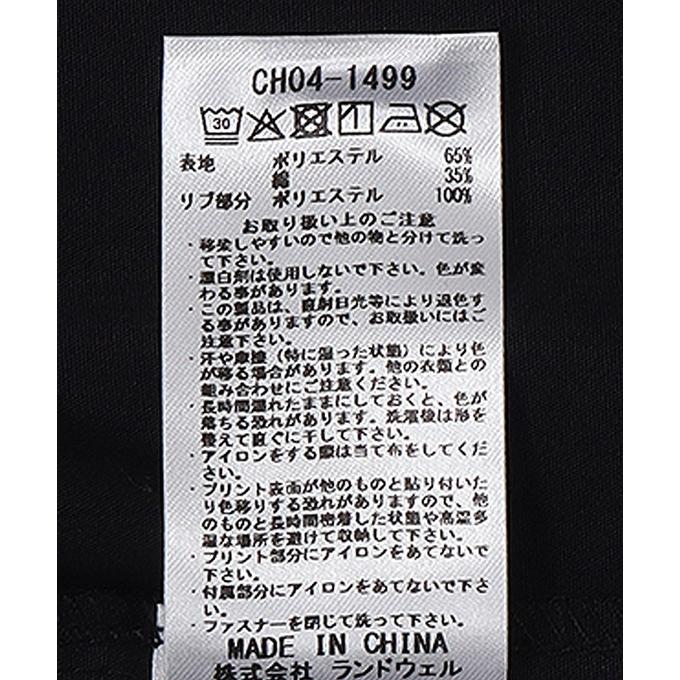 CH04-1499
30
表地 ポリエステル 65%
綿 35%
リブ部分 ポリエステル 100%
お取り扱い上のご注意
・移染しやすいので他の物と分けて洗っ
て下さい。
・漂白剤は使用しないで下さい。色が変
わる事があります。
・この製品は、直射日光等により退色す
る事がありますので、お取扱いにはご
注意下さい。
・汗や摩擦(特に湿った状態)により色
が移る場合があります。他の衣類との
組み合わせにご注意ください。
・長時間濡れたままにしておくと、色が
落ちる恐れがあります。洗濯後は形を
整えて直ぐに干して下さい。
・アイロンをする際は当て布をしてくだ
さい。
・プリント表面が他のものと貼り付いた
り色移りする恐れがありますので、他
のものと長時間密着した状態や高温多
湿な場所を避けて収納して下さい。
・プリント部分にアイロンをあてないで
下さい。
・付属部分にアイロンをあてないで下さ
い。
・ファスナーを閉じて洗って下さい。
MADE IN CHINA
株式会社 ランドウェル